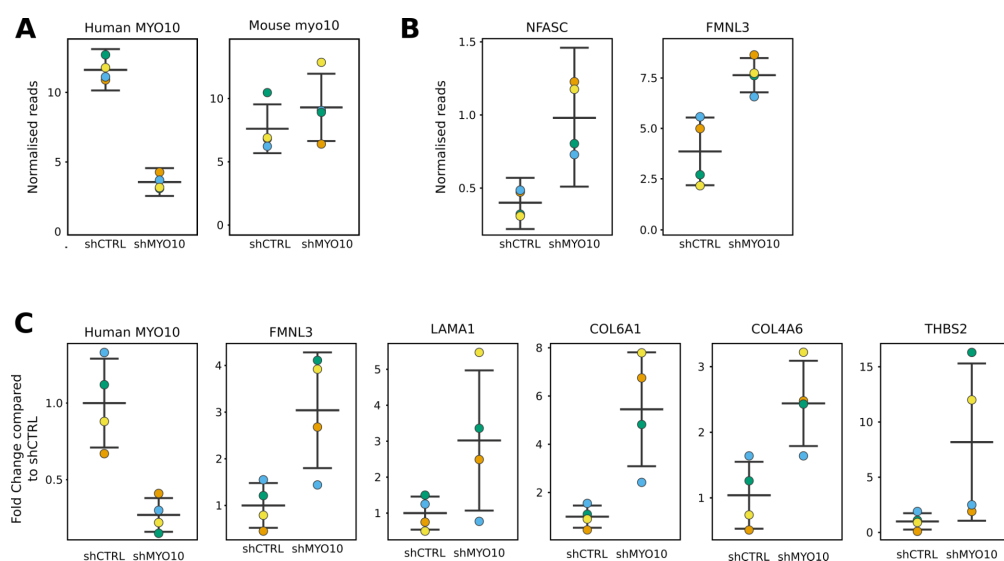 A
B
Human MYO10
Mouse myo10
NFASC
FMNL3
Normalised reads
10
5
0
shCTRL shMYO10
10
5
0
shCTRL shMYO10
Normalised reads
1.5
1.0
0.5
shCTRL shMYO10
7.5
5.0
2.5
0.0
shCTRL shMYO10
C
Human MYO10
FMNL3
LAMA1
COL6A1
COL4A6
THBS2
Fold Change compared
to shCTRL
1.0
0.5
shCTRL shMYO10
4
3
2
1
shCTRL shMYO10
5
4
3
2
1
shCTRL shMYO10
8
6
4
2
shCTRL shMYO10
3
2
1
shCTRL shMYO10
15
10
5
0
shCTRL shMYO10